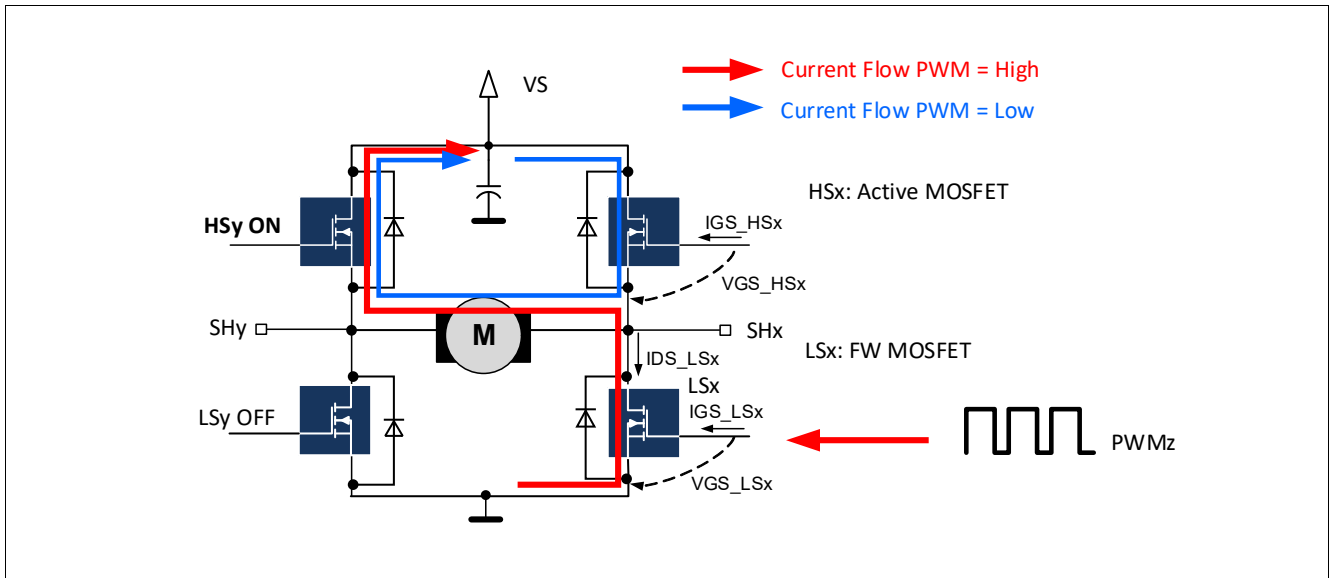 VS
Current Flow PWM = High
Current Flow PWM = Low
HSx: Active MOSFET
HSy ON
IGS_HSx
VGS_HSx
SHy
M
SHx
LSx: FW MOSFET
IDS_LSx
LSx
LSy OFF
IGS_LSx
PWMz
VGS_LSx